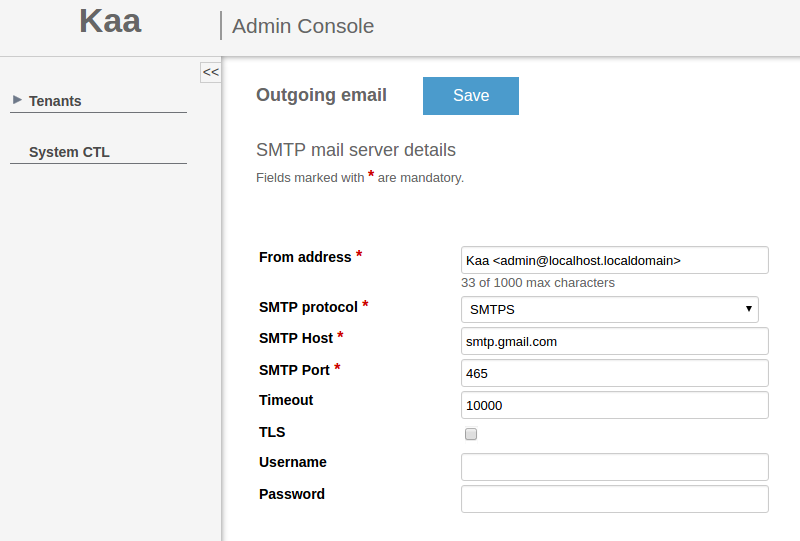 Kaa
Admin Console
<<
Tenants
System CTL
Outgoing email
Save
SMTP mail server details
Fields marked with * are mandatory.
From address *
Kaa <admin@localhost.localdomain>
33 of 1000 max characters
SMTP protocol *
SMTPS
SMTP Host *
smtp.gmail.com
SMTP Port *
465
Timeout
10000
TLS
Username
Password